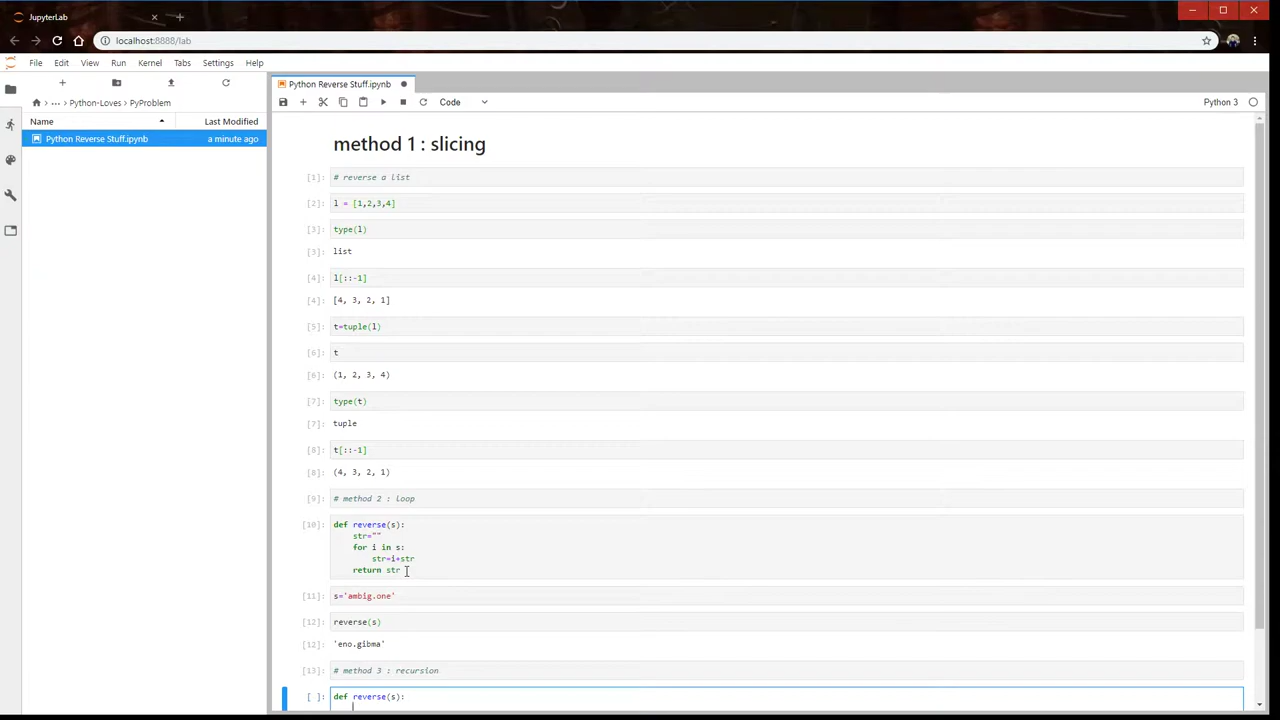 JupyterLab
localhost:8888/lab
File Edit View Run Kernel Tabs Settings Help
Python Reverse Stuff.ipynb
... Python-Loves / PyProblem
Code
Python 3
Name Last Modified
Python Reverse Stuff.ipynb a minute ago
method 1 : slicing
[1]: # reverse a list
[2]: l = [1,2,3,4]
[3]: type(l)
[3]: list
[4]: l[::-1]
[4]: [4, 3, 2, 1]
[5]: t=tuple(l)
[6]: t
[6]: (1, 2, 3, 4)
[7]: type(t)
[7]: tuple
[8]: t[::-1]
[8]: (4, 3, 2, 1)
[9]: # method 2 : loop
[10]: def reverse(s):
str=""
for i in s:
str=i+str
return str
[11]: s='ambig.one'
[12]: reverse(s)
[12]: 'eno.gibma'
[13]: # method 3 : recursion
[ ]: def reverse(s):